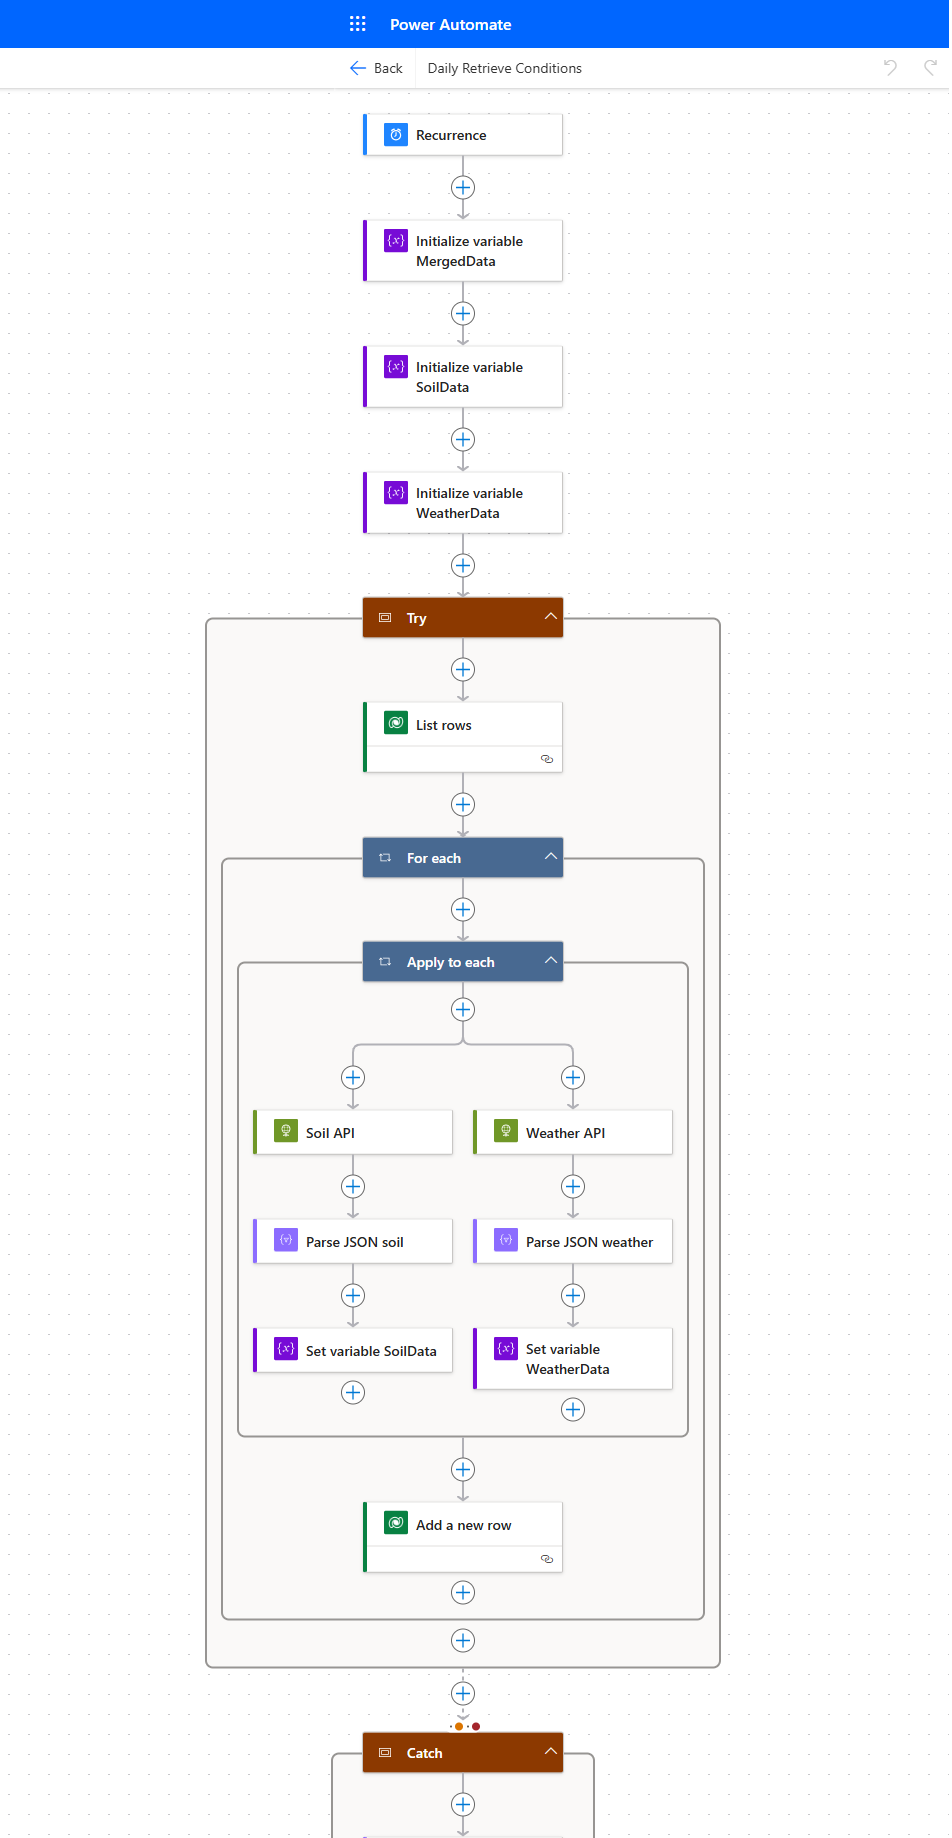 Power Automate
Back
Daily Retrieve Conditions
Recurrence
{x}
Initialize variable
MergedData
{x}
Initialize variable
SoilData
{x}
Initialize variable
WeatherData
Try
List rows
For each
Apply to each
Soil API
Weather API
Parse JSON soil
Parse JSON weather
{x}
Set variable SoilData
{x}
Set variable
WeatherData
Add a new row
Catch